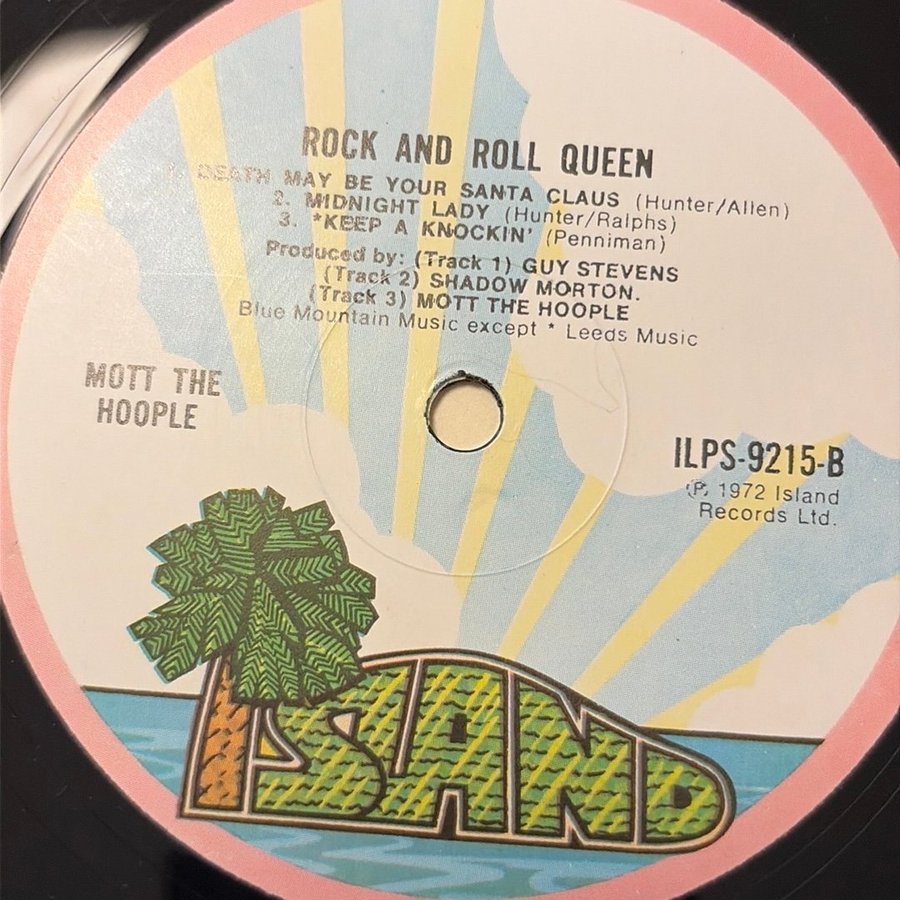 ROCK AND ROLL QUEEN
1. DEATH MAY BE YOUR SANTA CLAUS (Hunter/Allen)
2. MIDNIGHT LADY (Hunter/Ralphs)
3. *KEEP A KNOCKIN' (Penniman)
Produced by: (Track 1) GUY STEVENS
(Track 2) SHADOW MORTON.
(Track 3) MOTT THE HOOPLE
Blue Mountain Music except * Leeds Music
MOTT THE
HOOPLE
ILPS-9215-B
Ⓟ 1972 Island
Records Ltd.
ISLAND